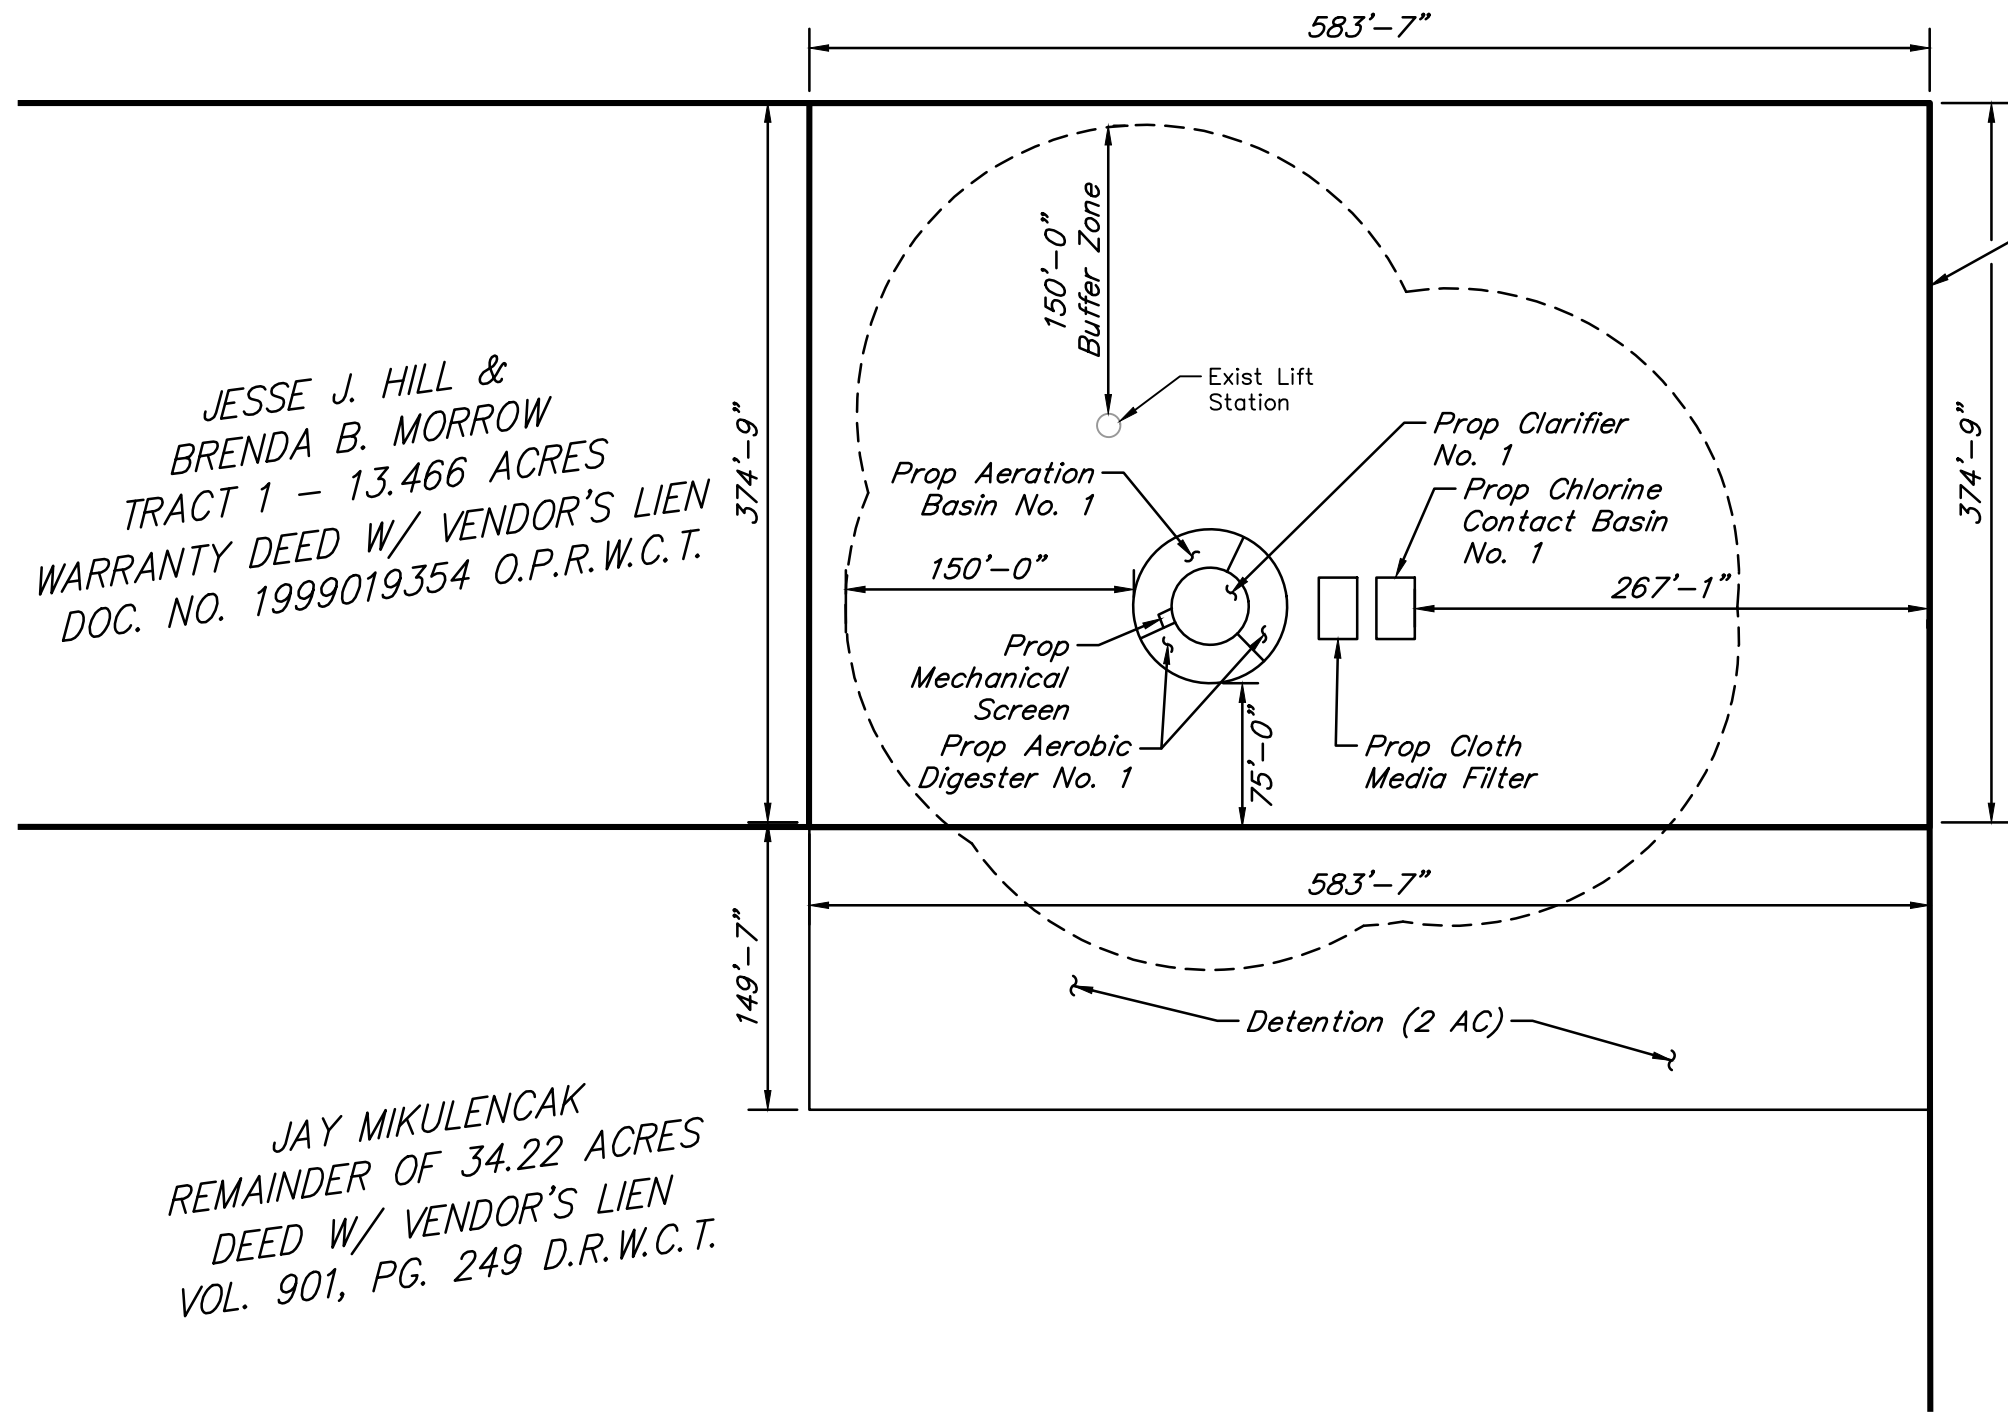 583'-7"
374'-9"
150'-0"
Buffer Zone
Exist Lift
Station
JESSE J. HILL &
BRENDA B. MORROW
TRACT 1 - 13.466 ACRES
WARRANTY DEED W/ VENDOR'S LIEN
DOC. NO. 1999019354 O.P.R.W.C.T.
Prop Clarifier
No. 1
374'-9"
Prop Aeration
Basin No. 1
Prop Chlorine
Contact Basin
No. 1
150'-0"
267'-1"
Prop
Mechanical
Screen
Prop Aerobic
Digester No. 1
75'-0"
Prop Cloth
Media Filter
583'-7"
149'-7"
Detention (2 AC)
JAY MIKULENCAK
REMAINDER OF 34.22 ACRES
DEED W/ VENDOR'S LIEN
VOL. 901, PG. 249 D.R.W.C.T.